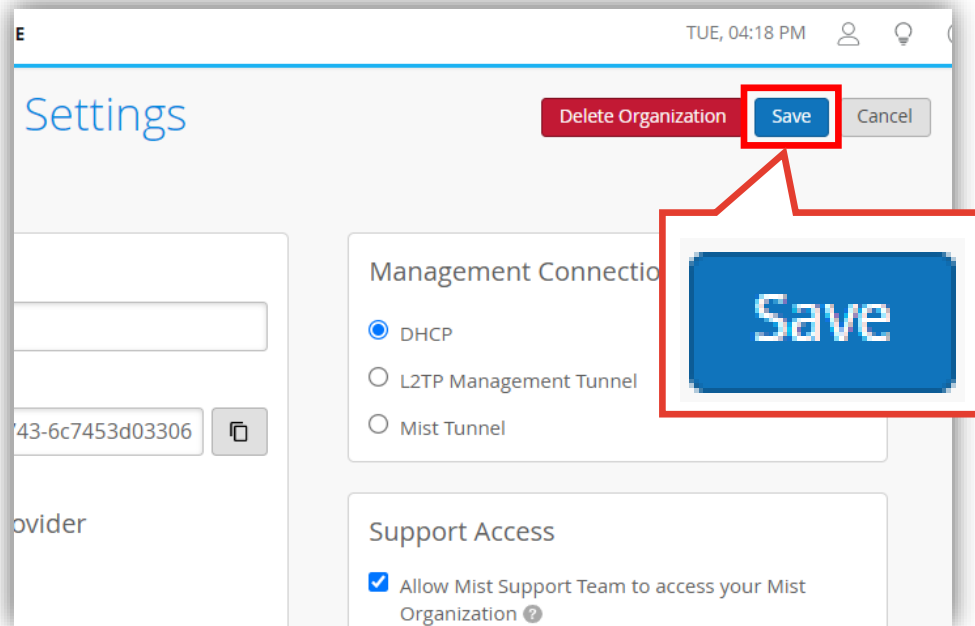 E
TUE, 04:18 PM
Settings
Delete Organization
Save
Cancel
Management Connectio
Save
DHCP
L2TP Management Tunnel
Mist Tunnel
'43-6c7453d03306
ovider
Support Access
Allow Mist Support Team to access your Mist
Organization ?